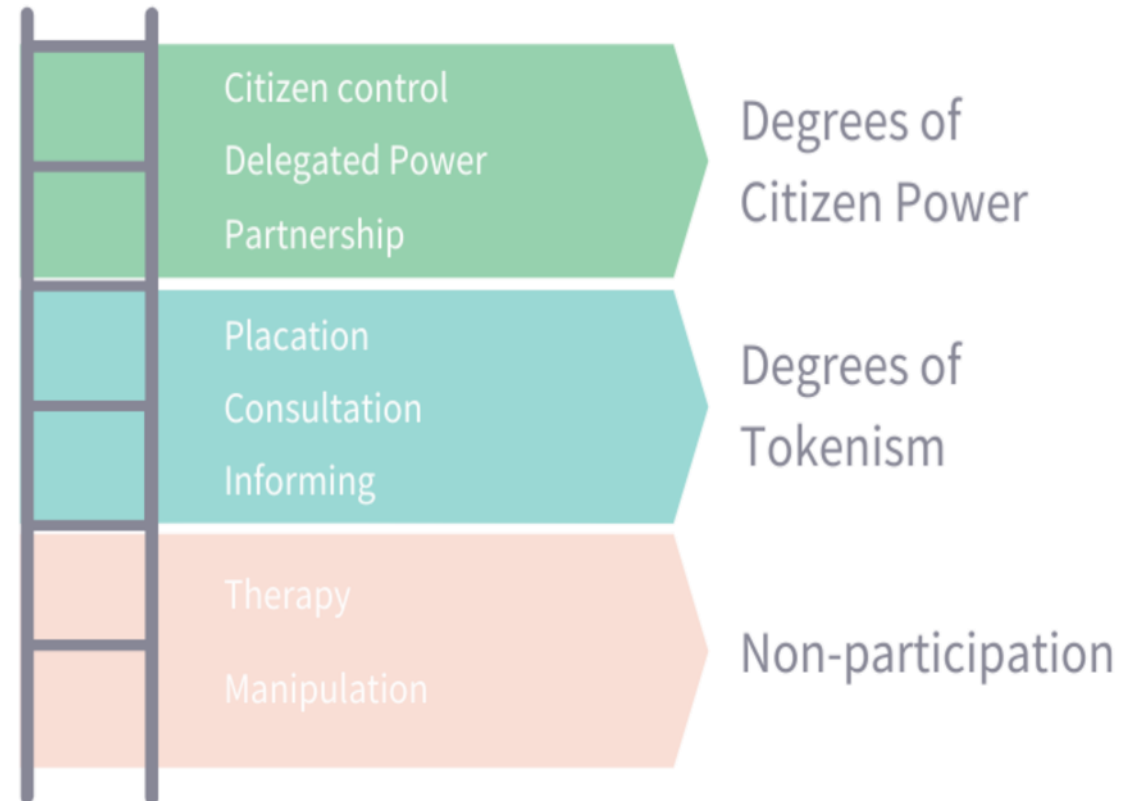 Citizen control
Delegated Power
Partnership
Degrees of
Citizen Power
Placation
Consultation
Informing
Degrees of
Tokenism
Therapy
Manipulation
Non-participation